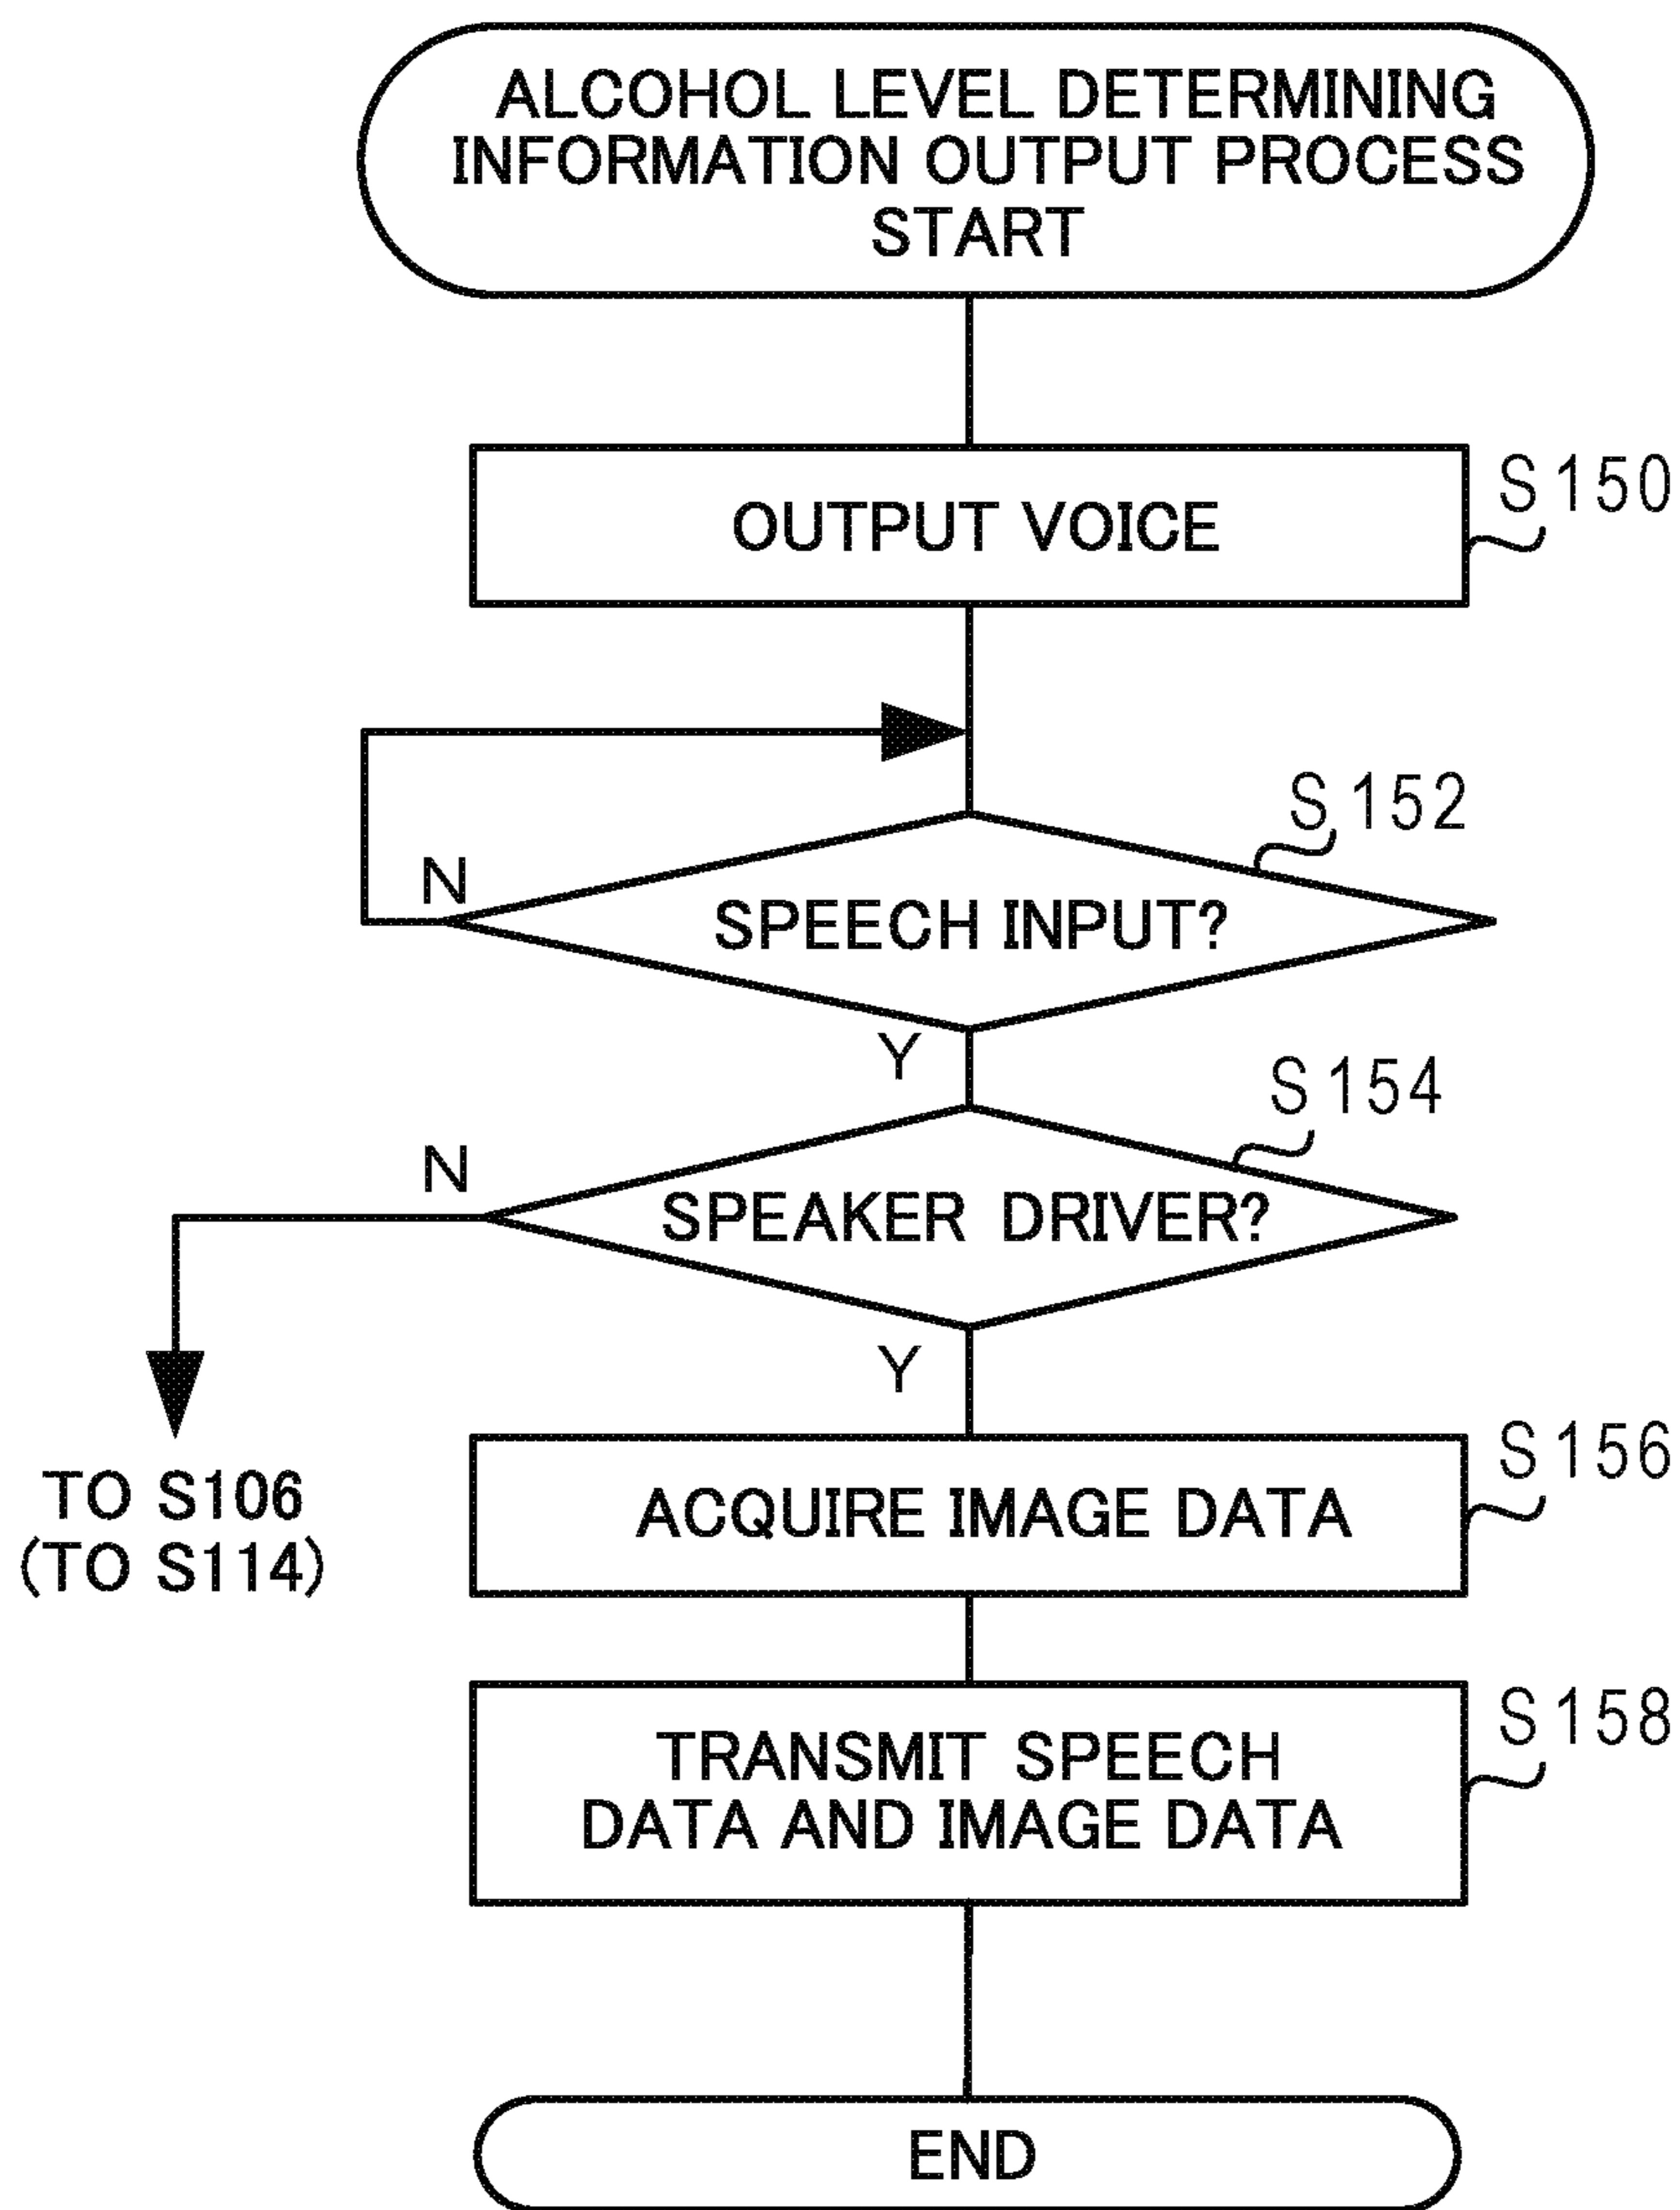 ALCOHOL LEVEL DETERMINING
INFORMATION OUTPUT PROCESS
START
OUTPUT VOICE
S150
S152
N
SPEECH INPUT?
Y
S154
N
SPEAKER DRIVER?
Y
TO S106
(TO S114)
S156
ACQUIRE IMAGE DATA
S158
TRANSMIT SPEECH
DATA AND IMAGE DATA
END